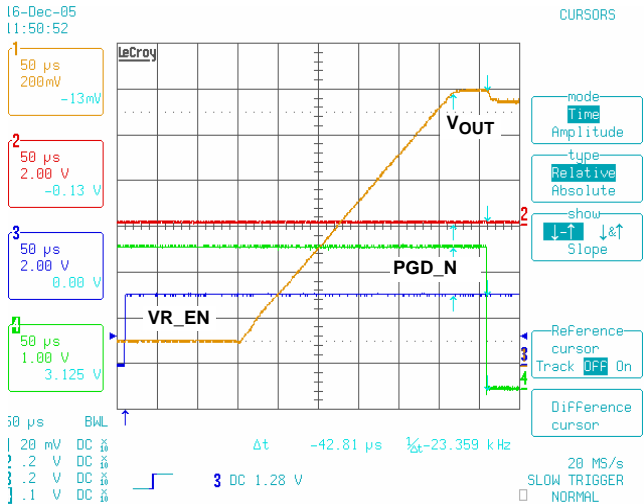 16-Dec-05
11:50:52
CURSORS
LeCroy
1
50 µs
200mV
-13mV
2
50 µs
2.00 V
-0.13 V
3
50 µs
2.00 V
0.00 V
4
50 µs
1.00 V
3.125 V
VOUT
2
PGD_N
VR_EN
3
4
mode
Time
Amplitude
type
Relative
Absolute
show
↓-↑ ↓&↑
Slope
Reference
cursor
Track OFF On
Difference
cursor
50 µs BWL
20 mV DC
.2 V DC
.2 V DC
.1 V DC
Δt -42.81 µs 1/Δt -23.359 kHz
3 DC 1.28 V
20 MS/s
SLOW TRIGGER
NORMAL